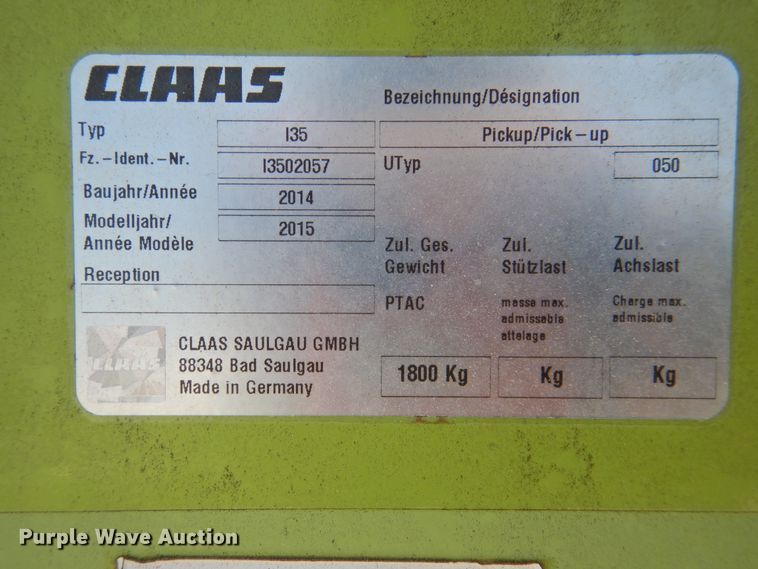 CLAAS
Bezeichnung/Désignation
Typ I35 Pickup/Pick-up
Fz.-Ident.-Nr. I3502057 UTyp 050
Baujahr/Année 2014
Modelljahr/ Année Modèle 2015
Zul. Ges. Gewicht
Zul. Stützlast
Zul. Achslast
Reception
PTAC
masse max. admissable attelage
Charge max. admissible
CLAAS
CLAAS SAULGAU GMBH
88348 Bad Saulgau
Made in Germany
1800 Kg Kg Kg
Purple Wave Auction